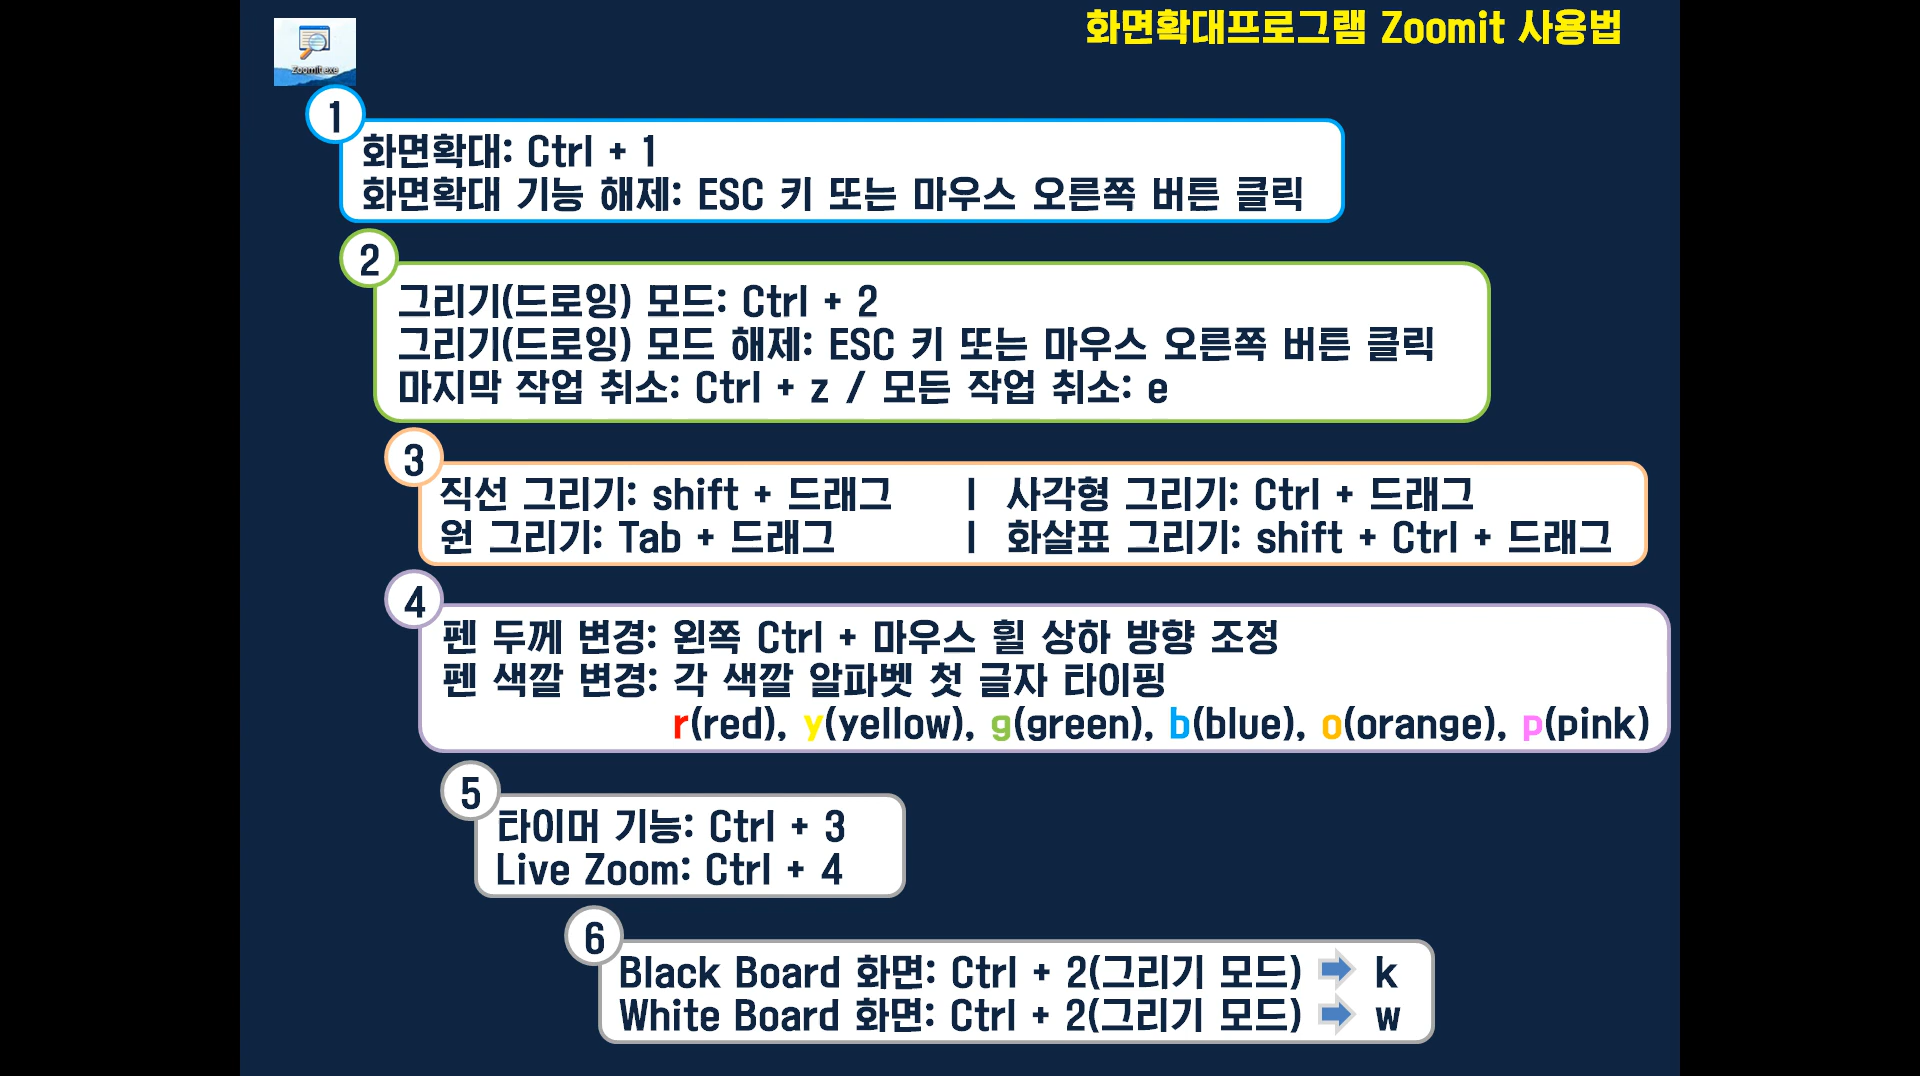 화면확대프로그램 Zoomit 사용법
Zoomit.exe
1
화면확대: Ctrl + 1
화면확대 기능 해제: ESC 키 또는 마우스 오른쪽 버튼 클릭
2
그리기(드로잉) 모드: Ctrl + 2
그리기(드로잉) 모드 해제: ESC 키 또는 마우스 오른쪽 버튼 클릭
마지막 작업 취소: Ctrl + z / 모든 작업 취소: e
3
직선 그리기: shift + 드래그 | 사각형 그리기: Ctrl + 드래그
원 그리기: Tab + 드래그 | 화살표 그리기: shift + Ctrl + 드래그
4
펜 두께 변경: 왼쪽 Ctrl + 마우스 휠 상하 방향 조정
펜 색깔 변경: 각 색깔 알파벳 첫 글자 타이핑
r(red), y(yellow), g(green), b(blue), o(orange), p(pink)
5
타이머 기능: Ctrl + 3
Live Zoom: Ctrl + 4
6
Black Board 화면: Ctrl + 2(그리기 모드) ➡ k
White Board 화면: Ctrl + 2(그리기 모드) ➡ w